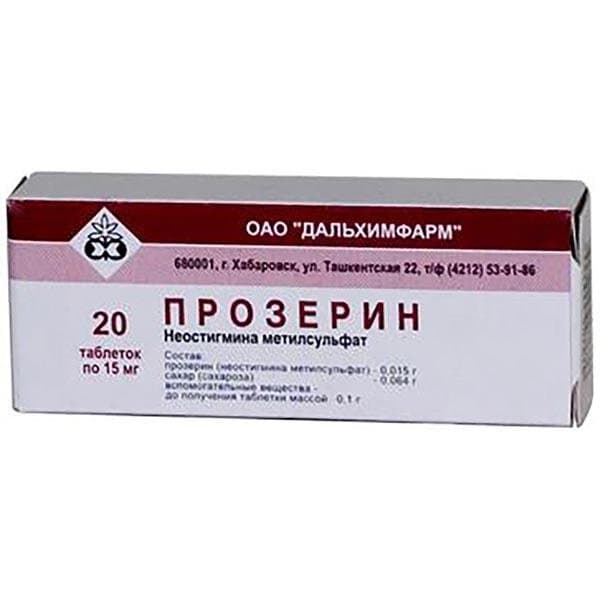 ОАО "ДАЛЬХИМФАРМ"
680001, г. Хабаровск, ул. Ташкентская 22, т/ф (4212) 53-91-86
ПРОЗЕРИН
Неостигмина метилсульфат
20
таблеток
по 15 мг
Состав
прозерин (неостигмина метилсульфат) - 0,015 г
сахар (сахароза) - 0,064 г
вспомогательные вещества -
до получения таблетки массой 0,1 г